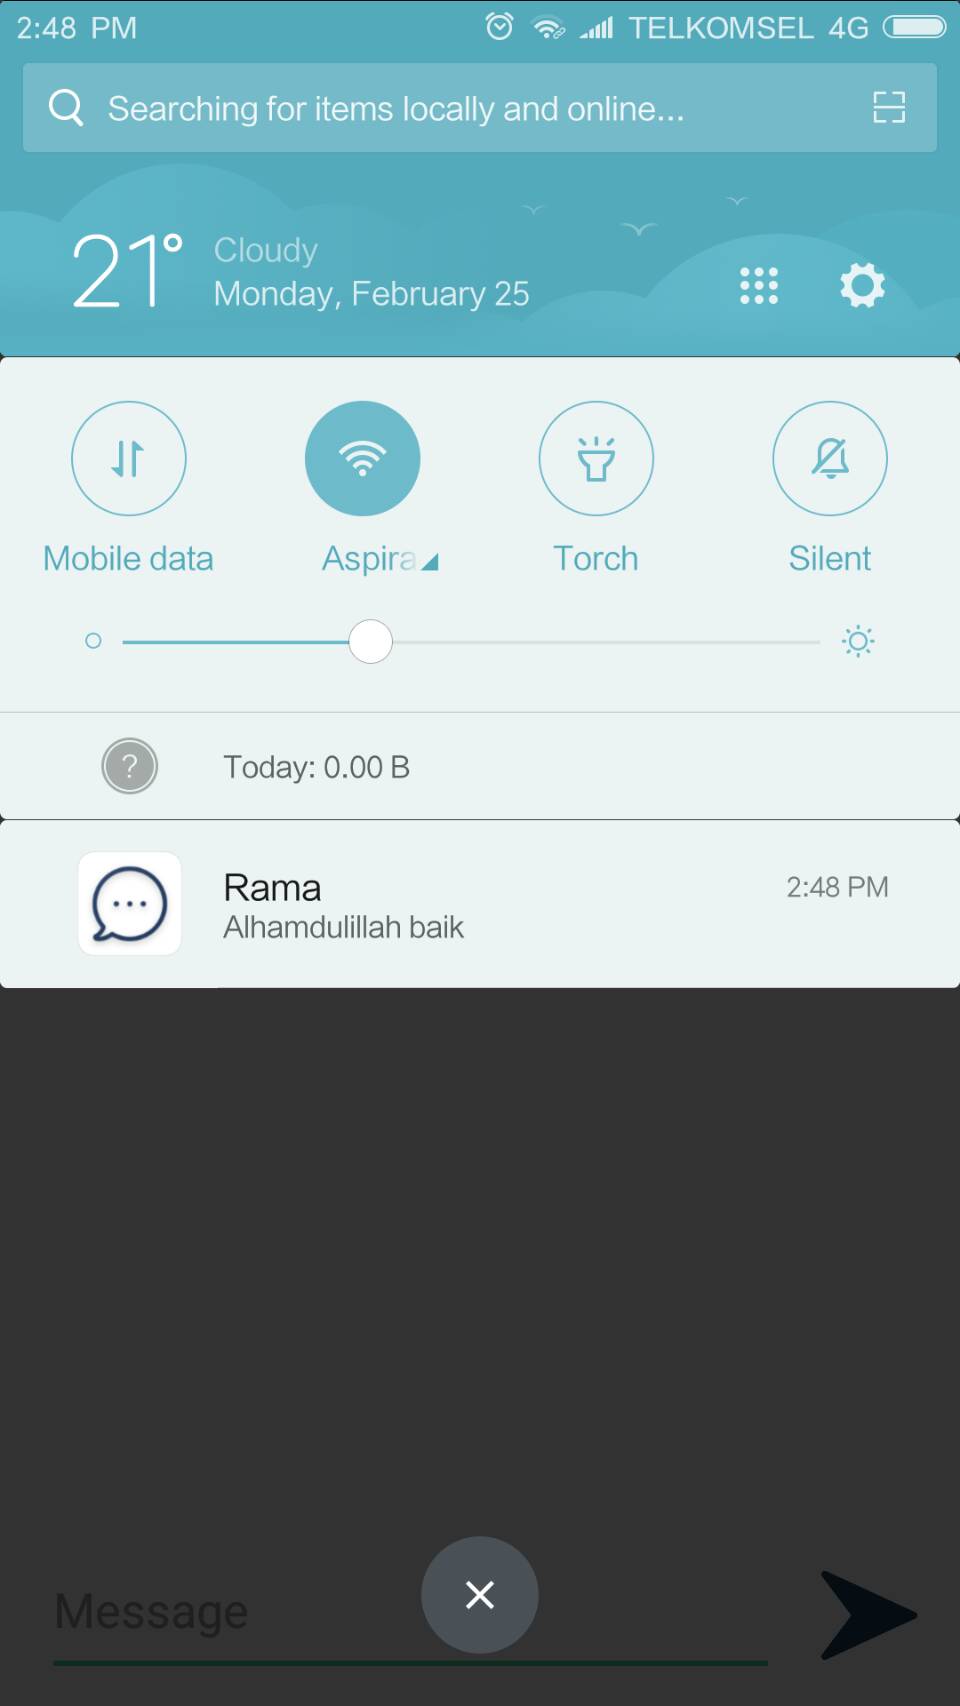 2:48 PM TELKOMSEL 4G
Searching for items locally and online...
21°
Cloudy
Monday, February 25
Mobile data
Aspira
Torch
Silent
?
Today: 0.00 B
Rama
2:48 PM
Alhamdulillah baik
Message